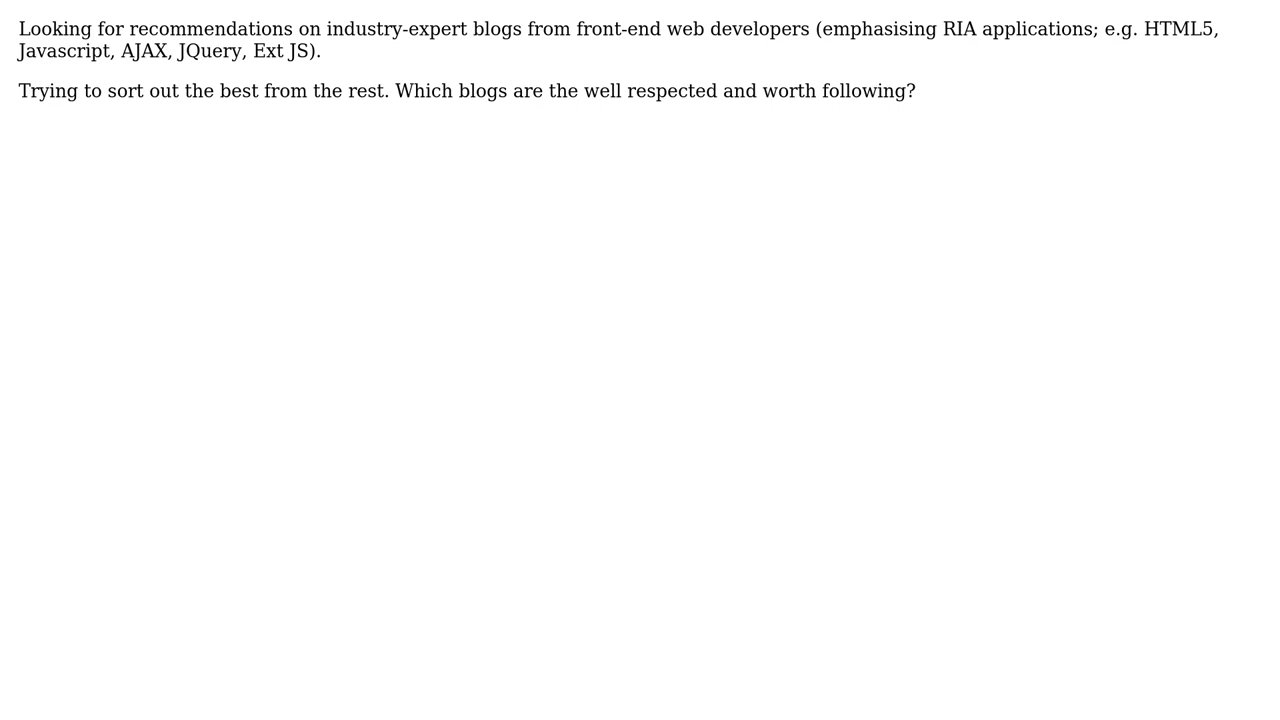 Looking for recommendations on industry-expert blogs from front-end web developers (emphasising RIA applications; e.g. HTML5,
Javascript, AJAX, JQuery, Ext JS).
Trying to sort out the best from the rest. Which blogs are the well respected and worth following?